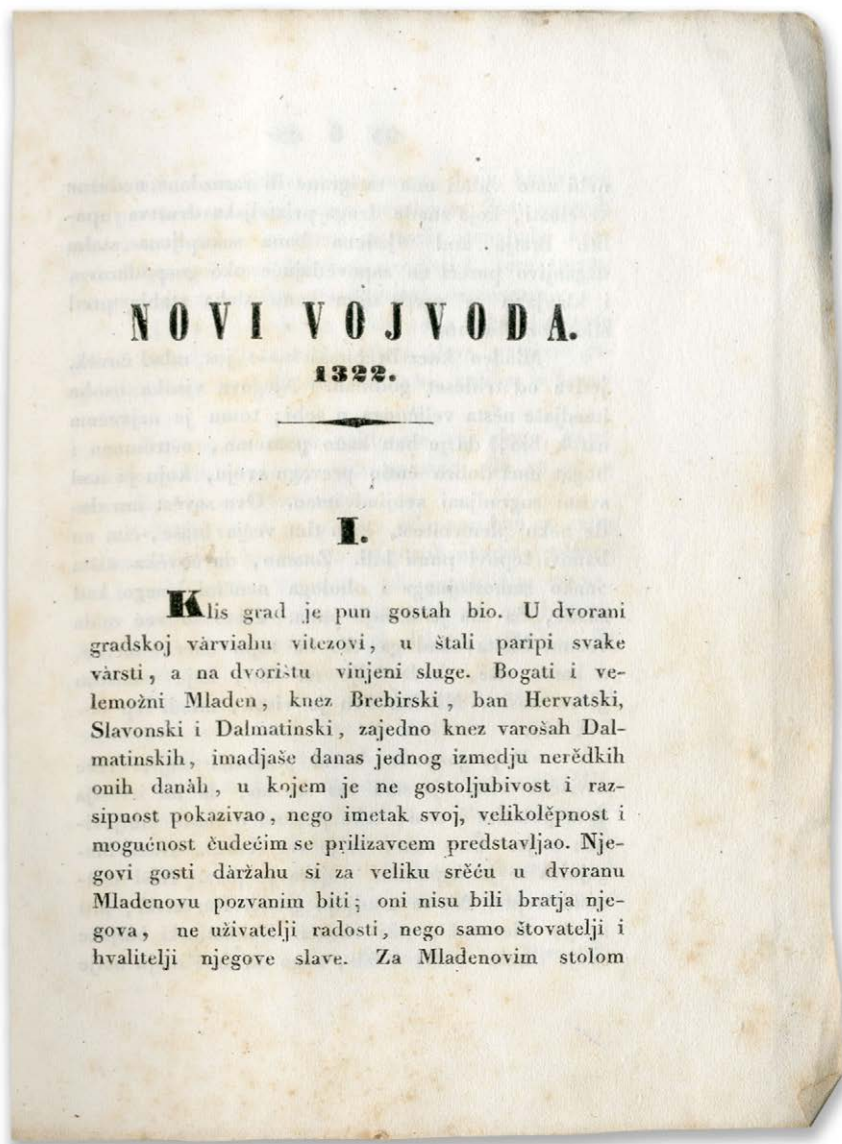 NOVI VOJVODA.
1322.
I.
Klis grad je pun gostah bio. U dvorani
gradskoj vàrviahu vitezovi, u štali paripi svake
vàrsti, a na dvorištu vinjeni sluge. Bogati i ve-
lemožni Mladen, knez Brebirski, ban Hervatski,
Slavonski i Dalmatinski, zajedno knez varošah Dal-
matinskih, imadjaše danas jednog izmedju nerědkih
onih danàh, u kojem je ne gostoljubivost i raz-
sipnost pokazivao, nego imetak svoj, velikolěpnost i
mogućnost čudećim se prilizavcem predstavljao. Nje-
govi gosti dàržahu si za veliku srěću u dvoranu
Mladenovu pozvanim biti; oni nisu bili bratja nje-
gova, ne uživatelji radosti, nego samo štovatelji i
hvalitelji njegove slave. Za Mladenovim stolom